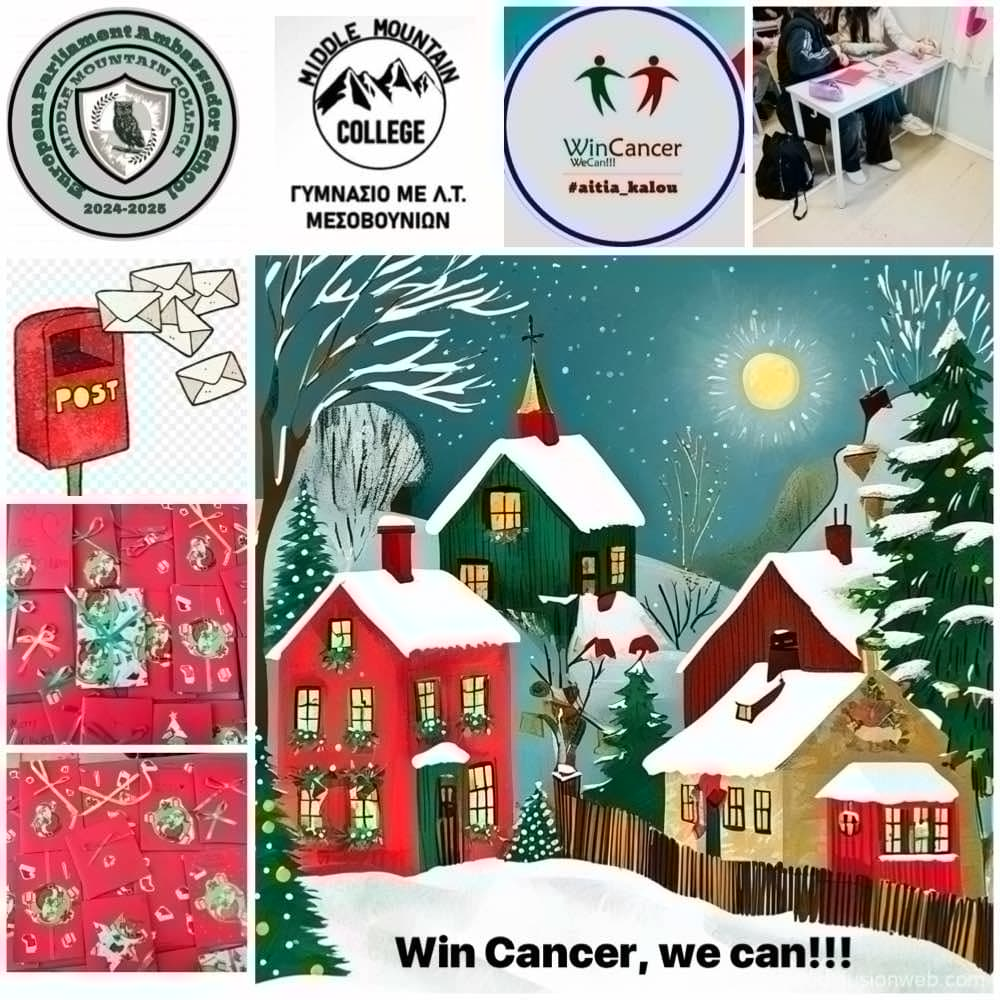 European Parliament Ambassador School
MIDDLE MOUNTAIN COLLEGE
2024-2025
MIDDLE MOUNTAIN
COLLEGE
ΓΥΜΝΑΣΙΟ ΜΕ Λ.Τ.
ΜΕΣΟΒΟΥΝΙΩΝ
WinCancer
WeCan!!!
#aitia_kalou
POST
Win Cancer, we can!!!